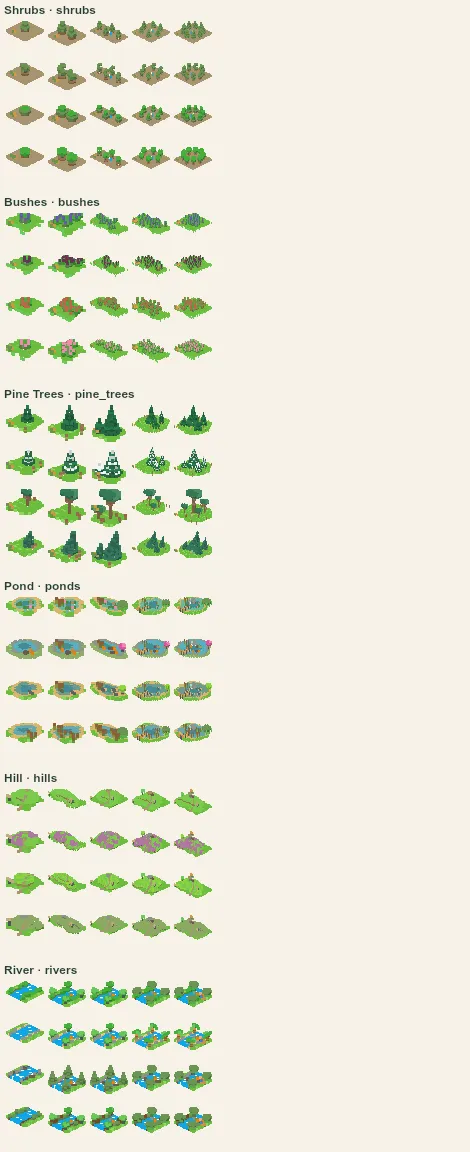 Shrubs · shrubs
Bushes · bushes
Pine Trees · pine_trees
Pond · ponds
Hill · hills
River · rivers